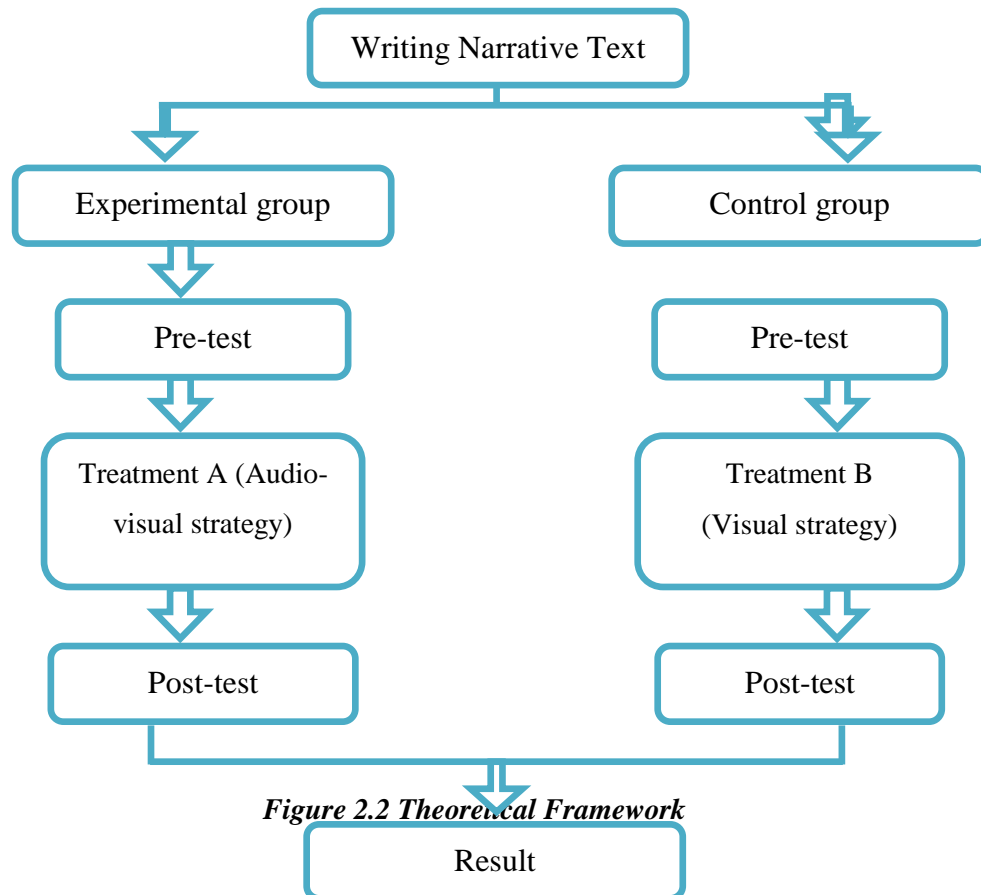 Writing Narrative Text
Experimental group
Control group
Pre-test
Pre-test
Treatment A (Audio-
visual strategy)
Treatment B
(Visual strategy)
Post-test
Post-test
Figure 2.2 Theoretical Framework
Result